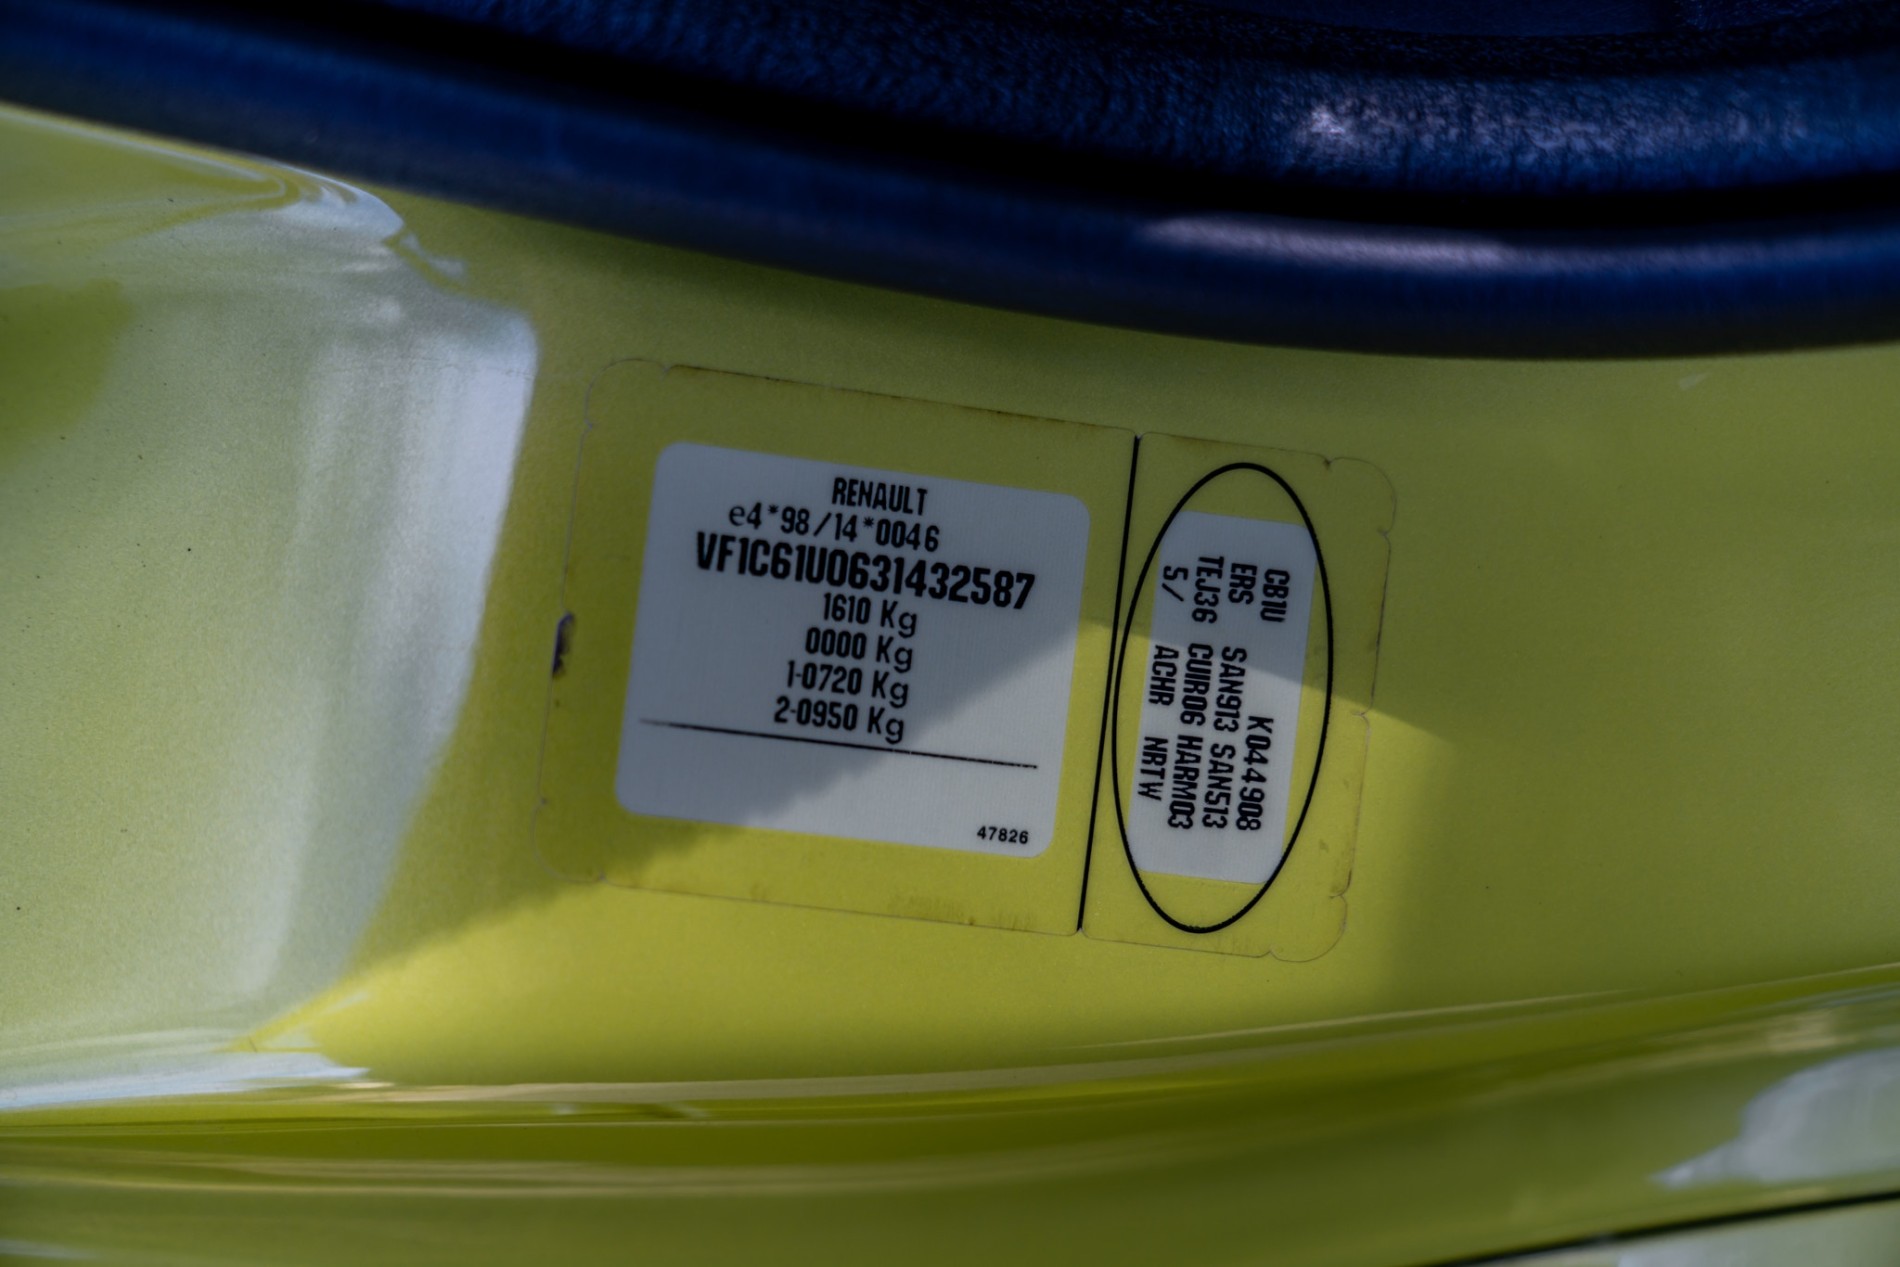 RENAULT
e4*98/14*0046
VF1C61U0631432587
1610 Kg
0000 Kg
1-0720 Kg
2-0950 Kg
47826
CB1U K044908
ERS SAN913 SAN513
TEJ36 CUIR06 HARM03
5/ ACHR NRTW